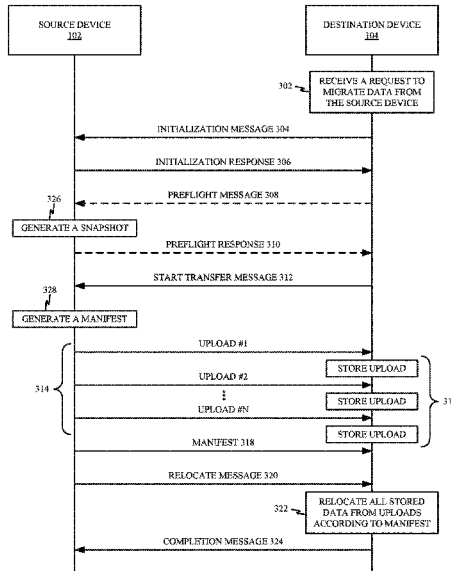 SOURCE DEVICE
102
DESTINATION DEVICE
104
302
RECEIVE A REQUEST TO
MIGRATE DATA FROM
THE SOURCE DEVICE
INITIALIZATION MESSAGE 304
INITIALIZATION RESPONSE 306
326
PREFLIGHT MESSAGE 308
GENERATE A SNAPSHOT
PREFLIGHT RESPONSE 310
START TRANSFER MESSAGE 312
328
GENERATE A MANIFEST
UPLOAD #1
STORE UPLOAD
314
UPLOAD #2
STORE UPLOAD
31
UPLOAD #N
STORE UPLOAD
MANIFEST 318
RELOCATE MESSAGE 320
322
RELOCATE ALL STORED
DATA FROM UPLOADS
ACCORDING TO MANIFEST
COMPLETION MESSAGE 324